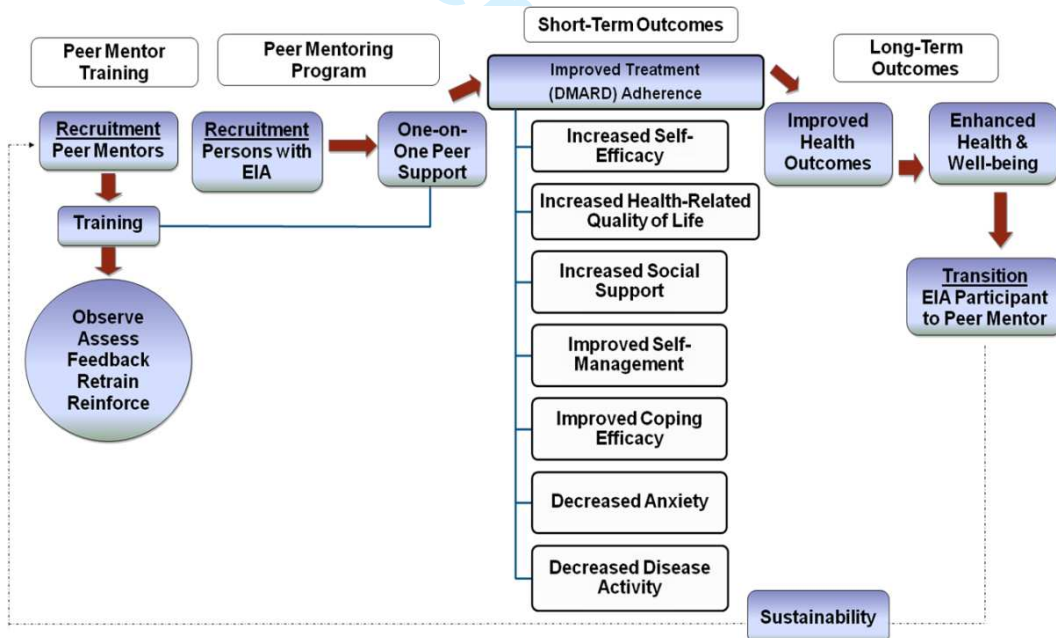 Peer Mentor
Training
Peer Mentoring
Program
Short-Term Outcomes
Long-Term
Outcomes
Recruitment
Peer Mentors
Recruitment
Persons with
EIA
One-on-
One Peer
Support
Improved Treatment
(DMARD) Adherence
Improved
Health
Outcomes
Enhanced
Health &
Well-being
Training
Observe
Assess
Feedback
Retrain
Reinforce
Increased Self-
Efficacy
Increased Health-Related
Quality of Life
Increased Social
Support
Improved Self-
Management
Improved Coping
Efficacy
Decreased Anxiety
Decreased Disease
Activity
Transition
EIA Participant
to Peer Mentor
Sustainability